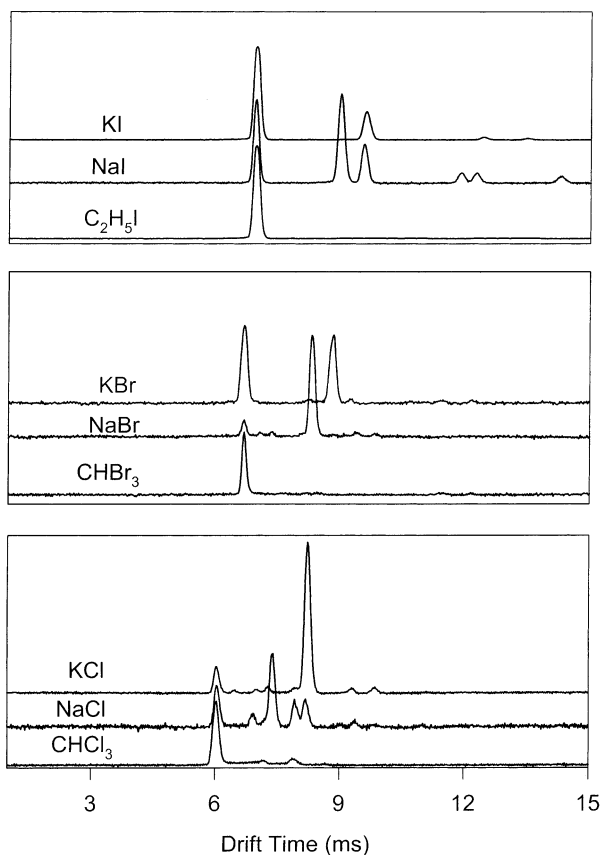 KI
NaI
C₂H₅I
KBr
NaBr
CHBr₃
KCl
NaCl
CHCl₃
3 6 9 12 15
Drift Time (ms)